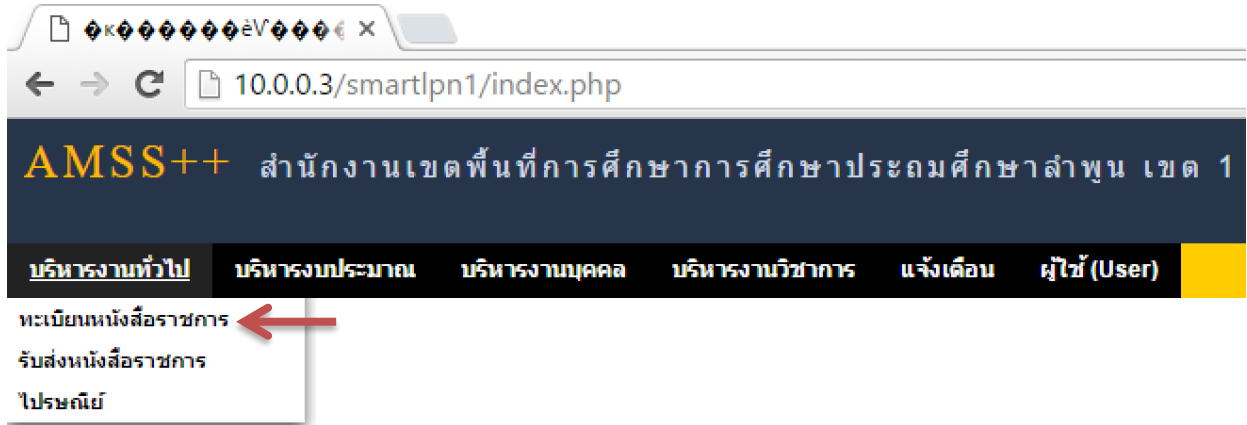 10.0.0.3/smartlpn1/index.php
AMSS++ สำนักงานเขตพื้นที่การศึกษาการศึกษาประถมศึกษาลำพูน เขต 1
บริหารงานทั่วไป บริหารงบประมาณ บริหารงานบุคคล บริหารงานวิชาการ แจ้งเตือน ผู้ใช้ (User)
ทะเบียนหนังสือราชการ
รับส่งหนังสือราชการ
ไปรษณีย์